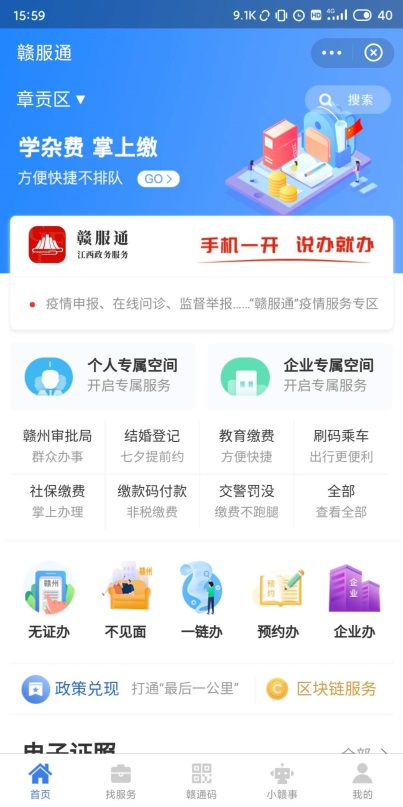 15:59 9.1K HD 4G 40
赣服通
章贡区
搜索
学杂费 掌上缴
方便快捷不排队 GO
赣服通
江西政务服务
手机一开 说办就办
疫情申报、在线问诊、监督举报......“赣服通”疫情服务专区
个人专属空间
开启专属服务
企业专属空间
开启专属服务
赣州审批局 结婚登记 教育缴费 刷码乘车
群众办事 七夕提前约 方便快捷 出行更便利
社保缴费 缴款码付款 交警罚没 全部
掌上办理 非税缴费 缴费不跑腿 查看全部
赣州 赣州 预约 企业
无证办 不见面 一链办 预约办 企业办
政策兑现 打通“最后一公里” 区块链服务
电子证照 全部
首页 找服务 赣通码 小赣事 我的